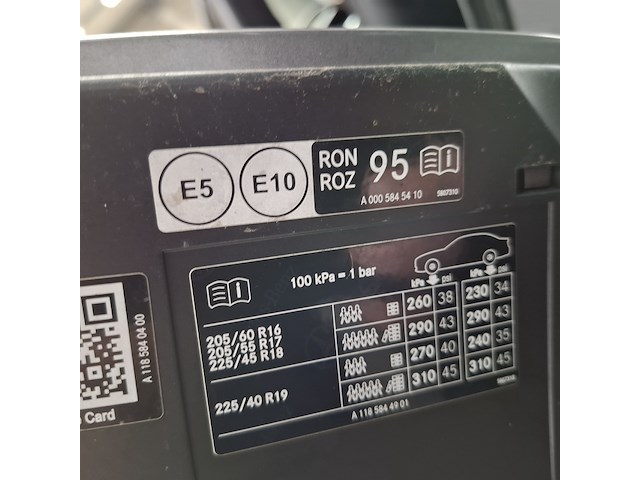 E5 E10 RON ROZ 95
A 000 584 54 10
100 kPa = 1 bar
kPa psi kPa psi
205/60 R16
205/55 R17
225/45 R18
260 38 230 34
290 43 290 43
225/40 R19
270 40 240 35
310 45 310 45
A 118 584 49 01
A 118 584 04 00
Card